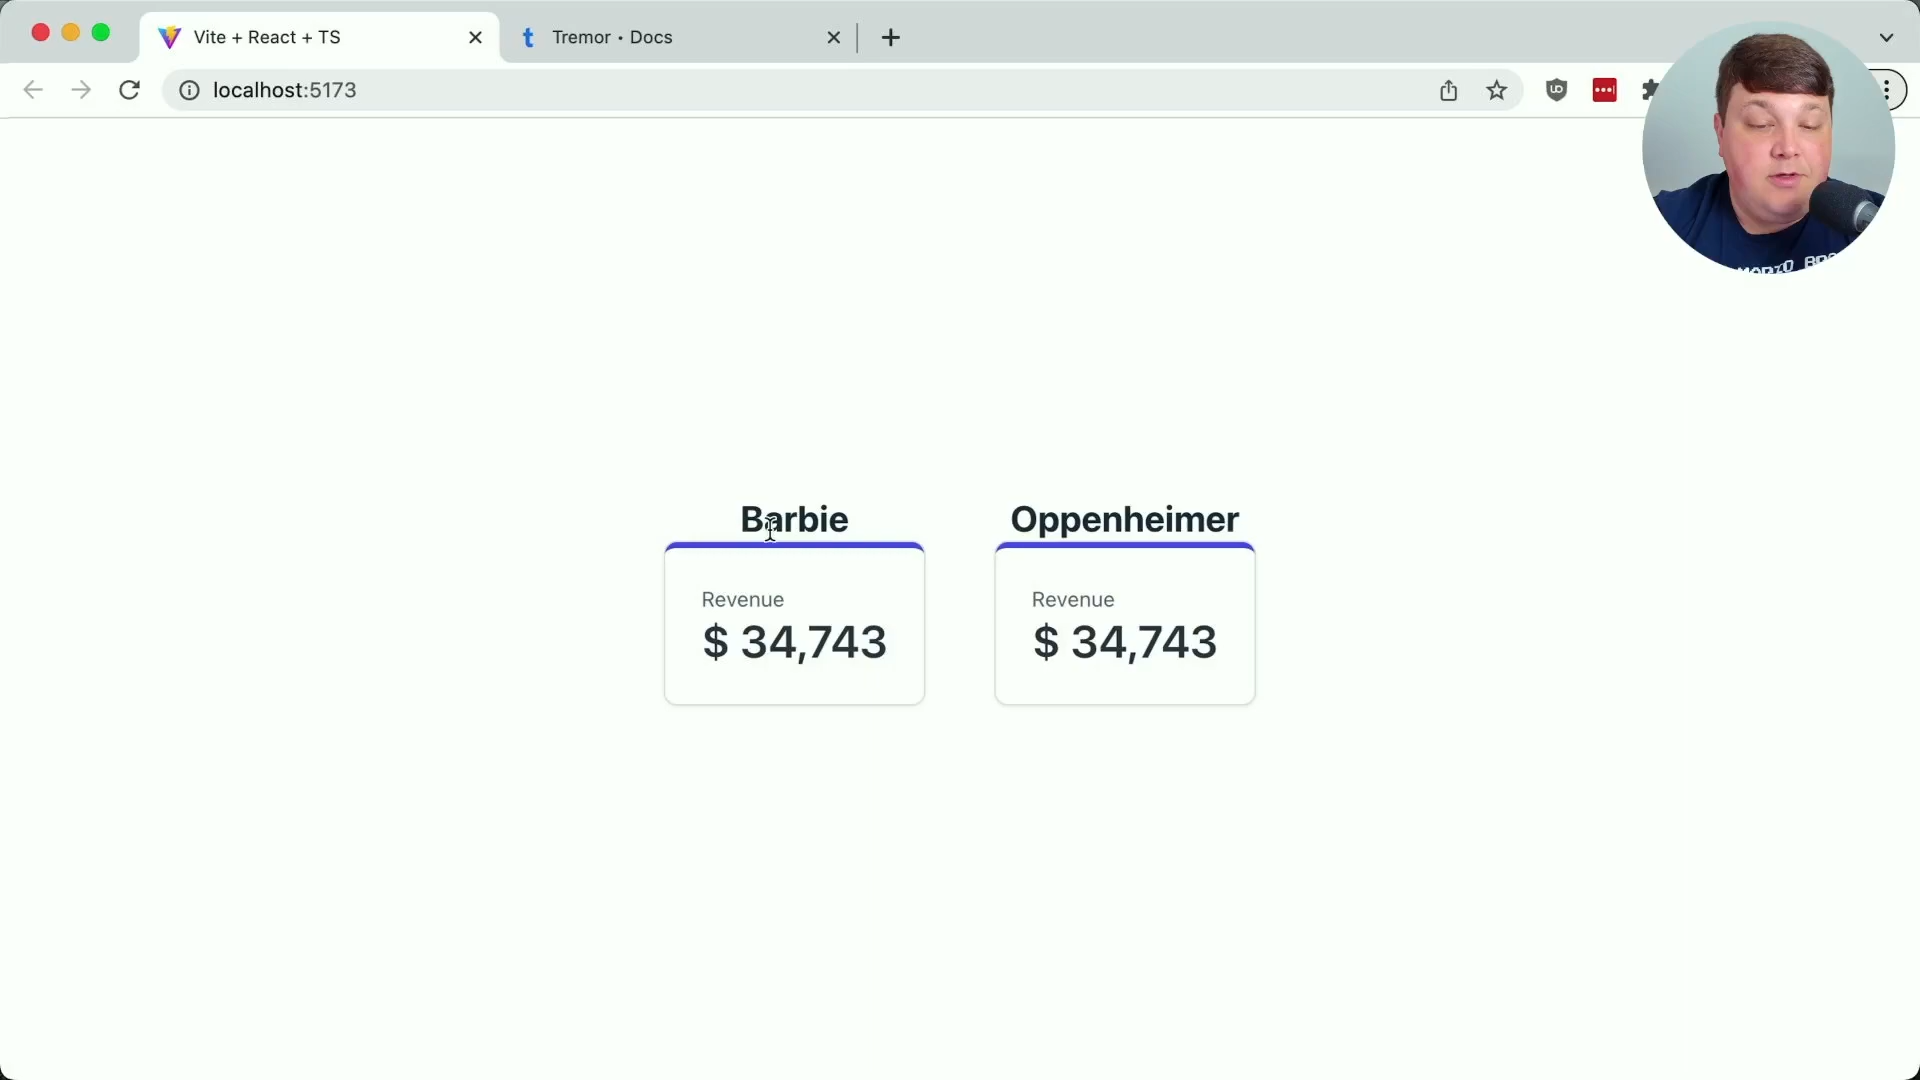 Vite + React + TS
Tremor • Docs
localhost:5173
Barbie
Oppenheimer
Revenue
$ 34,743
Revenue
$ 34,743